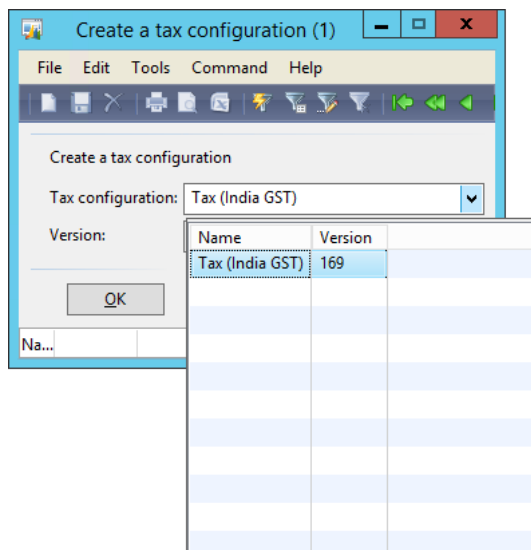 Create a tax configuration (1)
File Edit Tools Command Help
Create a tax configuration
Tax configuration: Tax (India GST)
Version:
Name Version
Tax (India GST) 169
OK
Na...